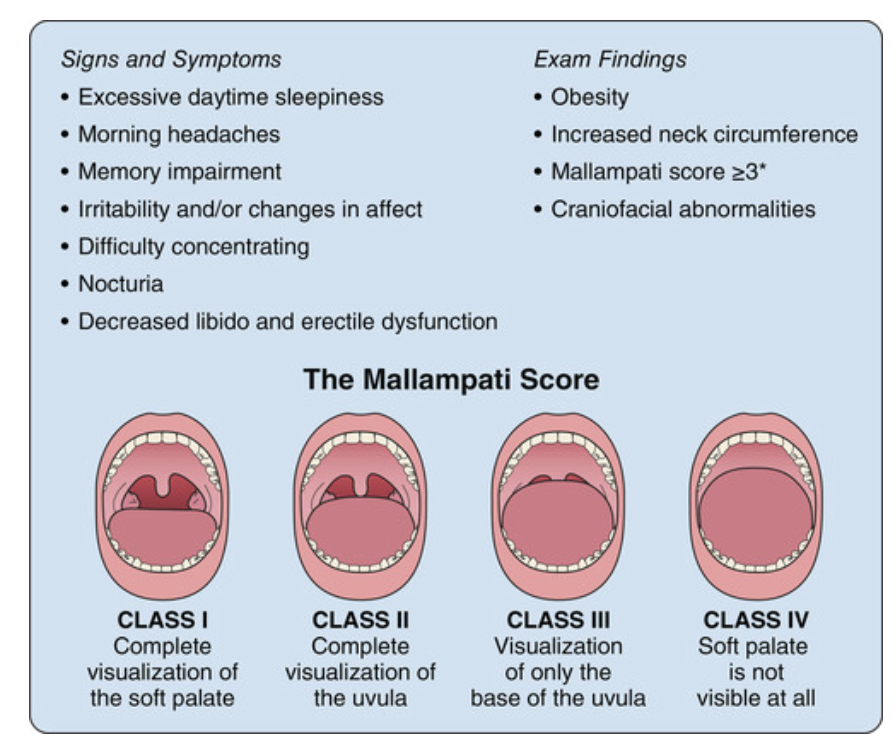 Signs and Symptoms
• Excessive daytime sleepiness
• Morning headaches
• Memory impairment
• Irritability and/or changes in affect
• Difficulty concentrating
• Nocturia
• Decreased libido and erectile dysfunction
Exam Findings
• Obesity
• Increased neck circumference
• Mallampati score ≥3*
• Craniofacial abnormalities
The Mallampati Score
CLASS I
Complete
visualization of
the soft palate
CLASS II
Complete
visualization of
the uvula
CLASS III
Visualization
of only the
base of the uvula
CLASS IV
Soft palate
is not
visible at all